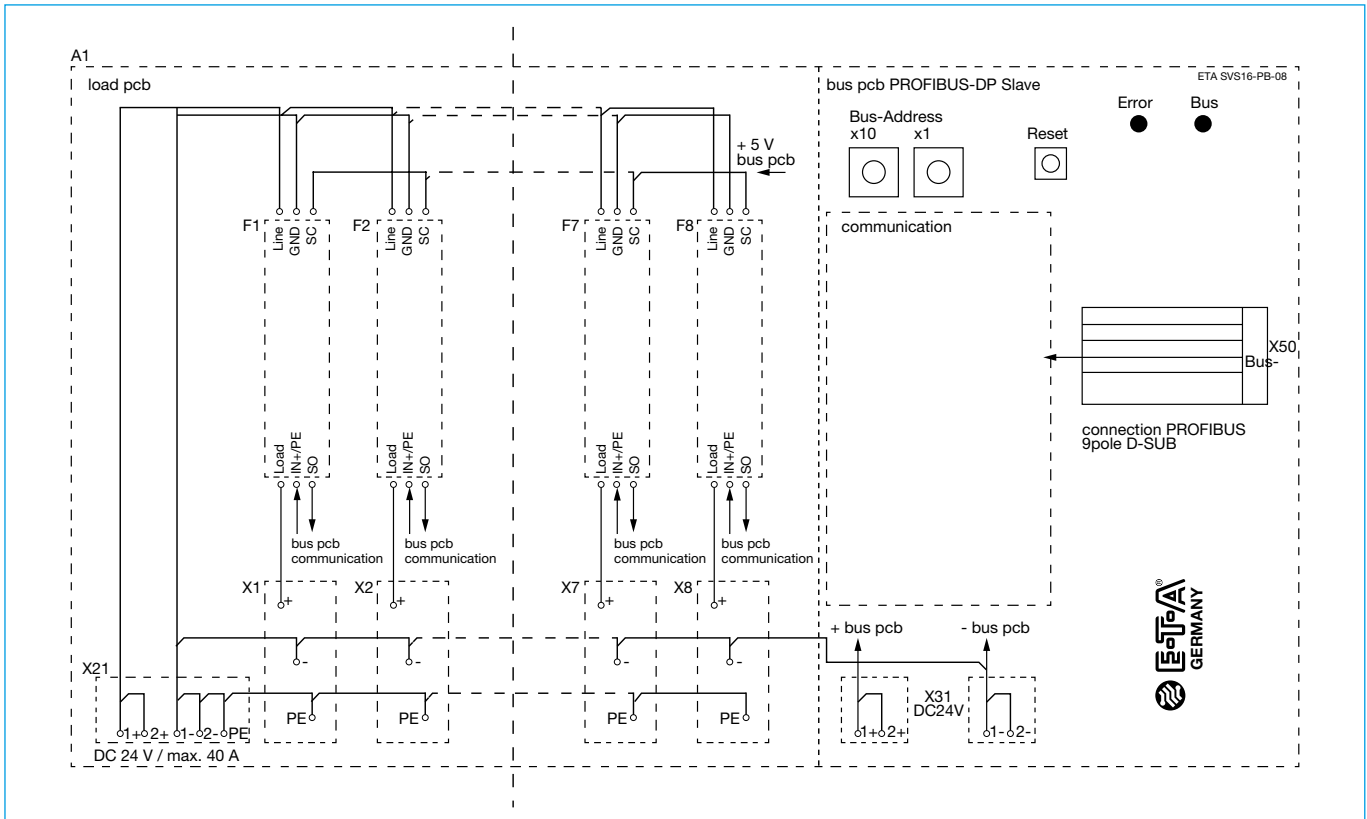 A1
load pcb
bus pcb PROFIBUS-DP Slave
ETA SVS16-PB-08
Error
Bus
Bus-Address
x10
x1
Reset
+ 5 V
bus pcb
F1
Line
GND
SC
F2
Line
GND
SC
F7
Line
GND
SC
F8
Line
GND
SC
communication
X50
Bus-
connection PROFIBUS
9pole D-SUB
Load
IN+/PE
SO
Load
IN+/PE
SO
Load
IN+/PE
SO
Load
IN+/PE
SO
bus pcb
communication
bus pcb
communication
bus pcb
communication
bus pcb
communication
X1
+
-
PE
X2
+
-
PE
X7
+
-
PE
X8
+
-
PE
+ bus pcb
- bus pcb
X21
1+ 2+ 1- 2- PE
DC 24 V / max. 40 A
X31
DC24V
1+ 2+
1- 2-
E-T-A®
GERMANY